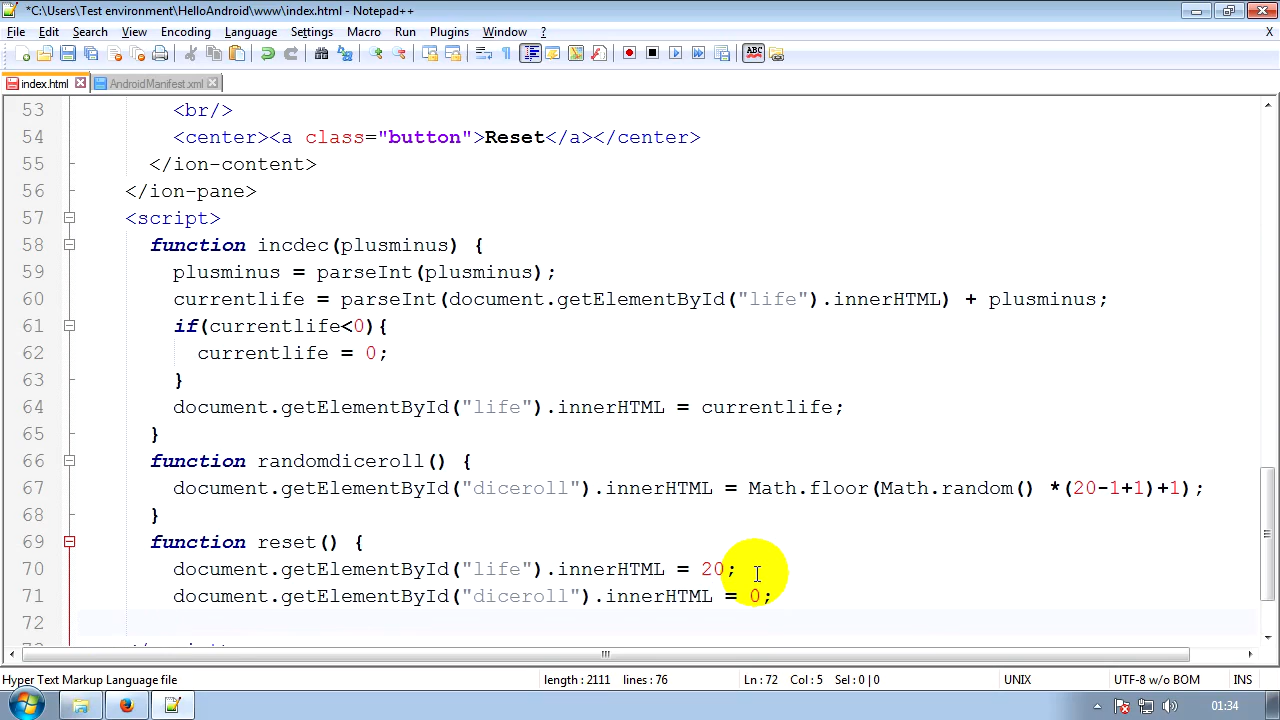 *C:\Users\Test environment\HelloAndroid\www\index.html - Notepad++
File Edit Search View Encoding Language Settings Macro Run Plugins Window ? X
ABC
index.html AndroidManifest.xml
53 <br/>
54 <center><a class="button">Reset</a></center>
55 </ion-content>
56 </ion-pane>
57 <script>
58 function incdec(plusminus) {
59 plusminus = parseInt(plusminus);
60 currentlife = parseInt(document.getElementById("life").innerHTML) + plusminus;
61 if(currentlife<0){
62 currentlife = 0;
63 }
64 document.getElementById("life").innerHTML = currentlife;
65 }
66 function randomdiceroll() {
67 document.getElementById("diceroll").innerHTML = Math.floor(Math.random() *(20-1+1)+1);
68 }
69 function reset() {
70 document.getElementById("life").innerHTML = 20;
71 document.getElementById("diceroll").innerHTML = 0;
72
Hyper Text Markup Language file length : 2111 lines : 76 Ln : 72 Col : 5 Sel : 0 | 0 UNIX UTF-8 w/o BOM INS
01:34